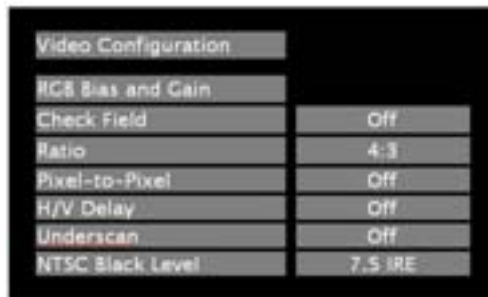 Video Configuration
RGB Bias and Gain
Check Field Off
Ratio 4:3
Pixel-to-Pixel Off
H/V Delay Off
Underscan Off
NTSC Black Level 7.5 IRE